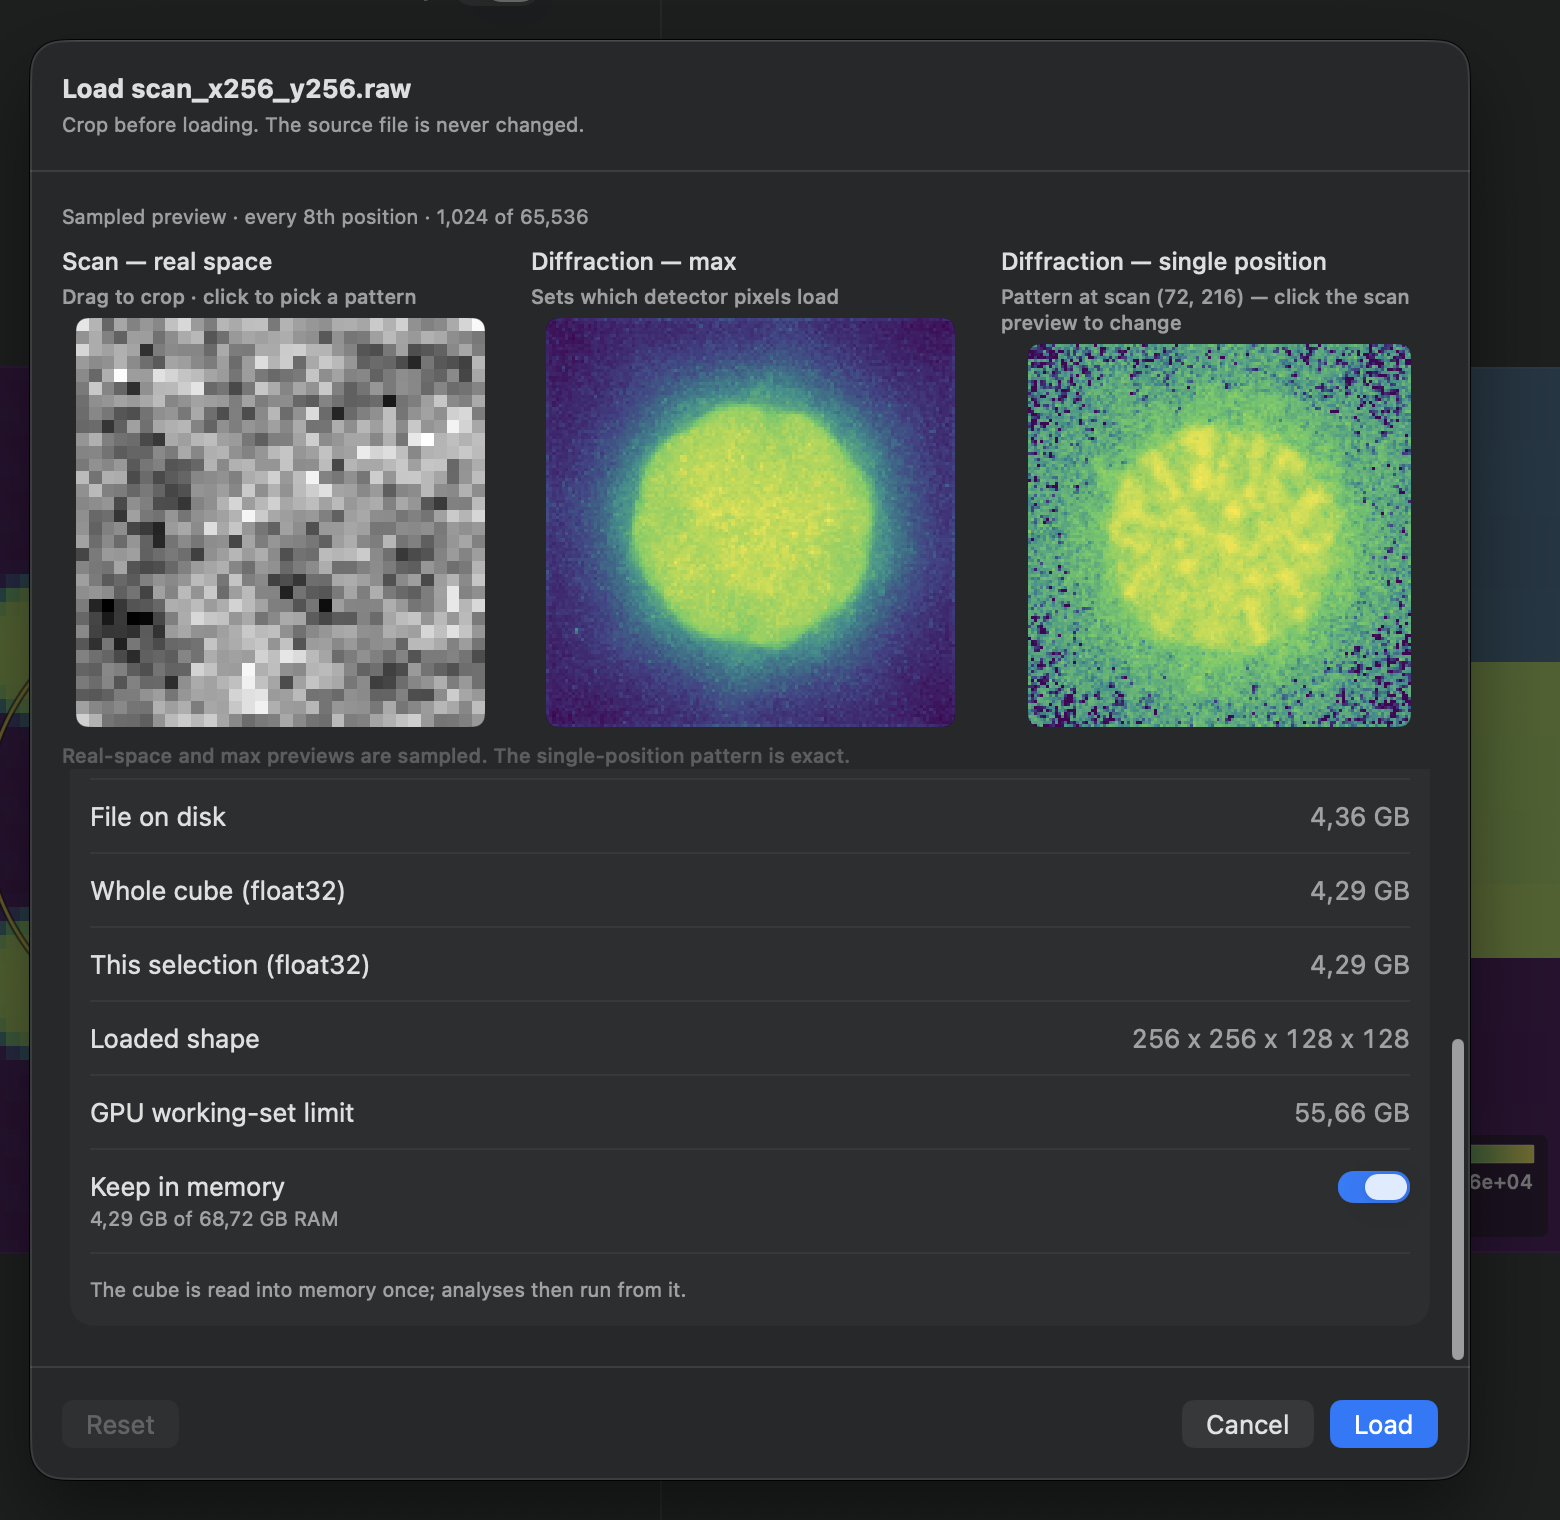 Load scan_x256_y256.raw
Crop before loading. The source file is never changed.
Sampled preview · every 8th position · 1,024 of 65,536
Scan — real space
Drag to crop · click to pick a pattern
Diffraction — max
Sets which detector pixels load
Diffraction — single position
Pattern at scan (72, 216) — click the scan
preview to change
Real-space and max previews are sampled. The single-position pattern is exact.
File on disk 4,36 GB
Whole cube (float32) 4,29 GB
This selection (float32) 4,29 GB
Loaded shape 256 x 256 x 128 x 128
GPU working-set limit 55,66 GB
Keep in memory
4,29 GB of 68,72 GB RAM
6e+04
The cube is read into memory once; analyses then run from it.
Reset Cancel Load